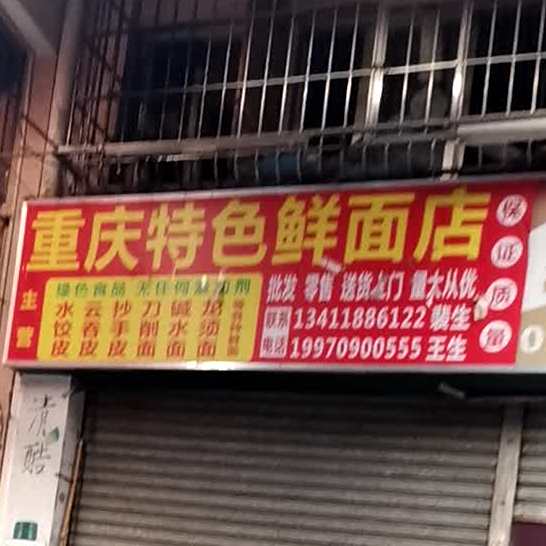 重庆特色鲜面店
保证质量
主营
绿色食品 无任何添加剂
水饺皮
云吞皮
抄手皮
刀削面
碱水面
龙须面
批发 零售 送货上门 量大从优
联系电话
13411886122 裴生
19970900555 王生
清